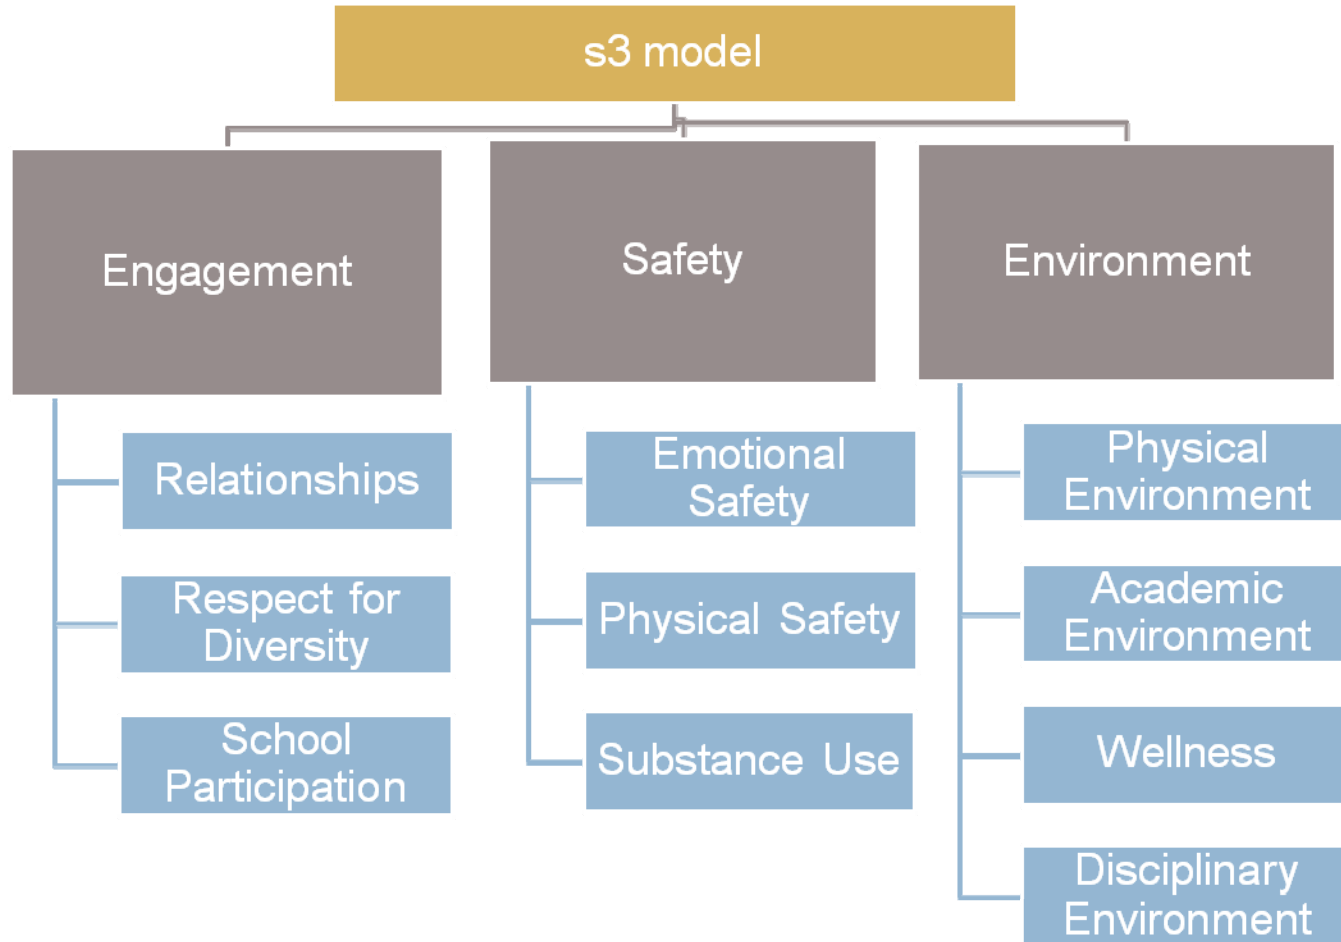 s3 model
Engagement
Safety
Environment
Relationships
Respect for
Diversity
School
Participation
Emotional
Safety
Physical Safety
Substance Use
Physical
Environment
Academic
Environment
Wellness
Disciplinary
Environment